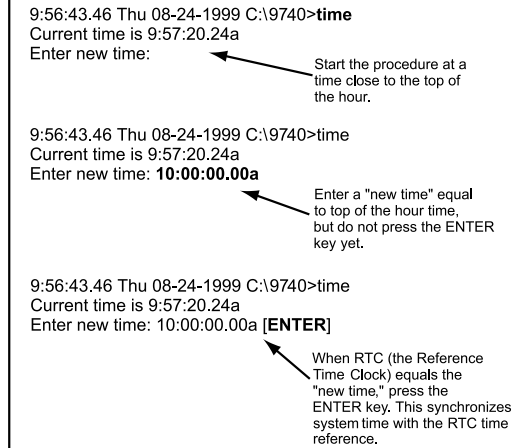 9:56:43.46 Thu 08-24-1999 C:\9740>time
Current time is 9:57:20.24a
Enter new time:
Start the procedure at a
time close to the top of
the hour.
9:56:43.46 Thu 08-24-1999 C:\9740>time
Current time is 9:57:20.24a
Enter new time: 10:00:00.00a
Enter a "new time" equal
to top of the hour time,
but do not press the ENTER
key yet.
9:56:43.46 Thu 08-24-1999 C:\9740>time
Current time is 9:57:20.24a
Enter new time: 10:00:00.00a [ENTER]
When RTC (the Reference
Time Clock) equals the
"new time," press the
ENTER key. This synchronizes
system time with the RTC time
reference.